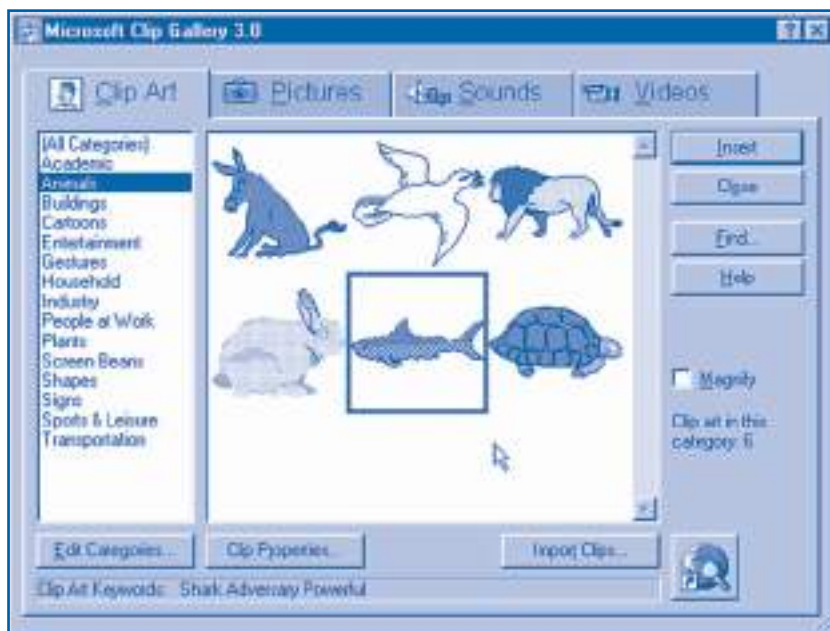 Microsoft Clip Gallery 3.0
Clip Art
Pictures
Sounds
Videos
(All Categories)
Academic
Animals
Buildings
Cartoons
Entertainment
Gestures
Household
Industry
People at Work
Plants
Screen Beans
Shapes
Signs
Sports & Leisure
Transportation
Insert
Close
Find...
Help
Magnify
Clip art in this
category: 6
Edit Categories...
Clip Properties...
Import Clips...
Clip Art Keywords: Shark Adversary Powerful